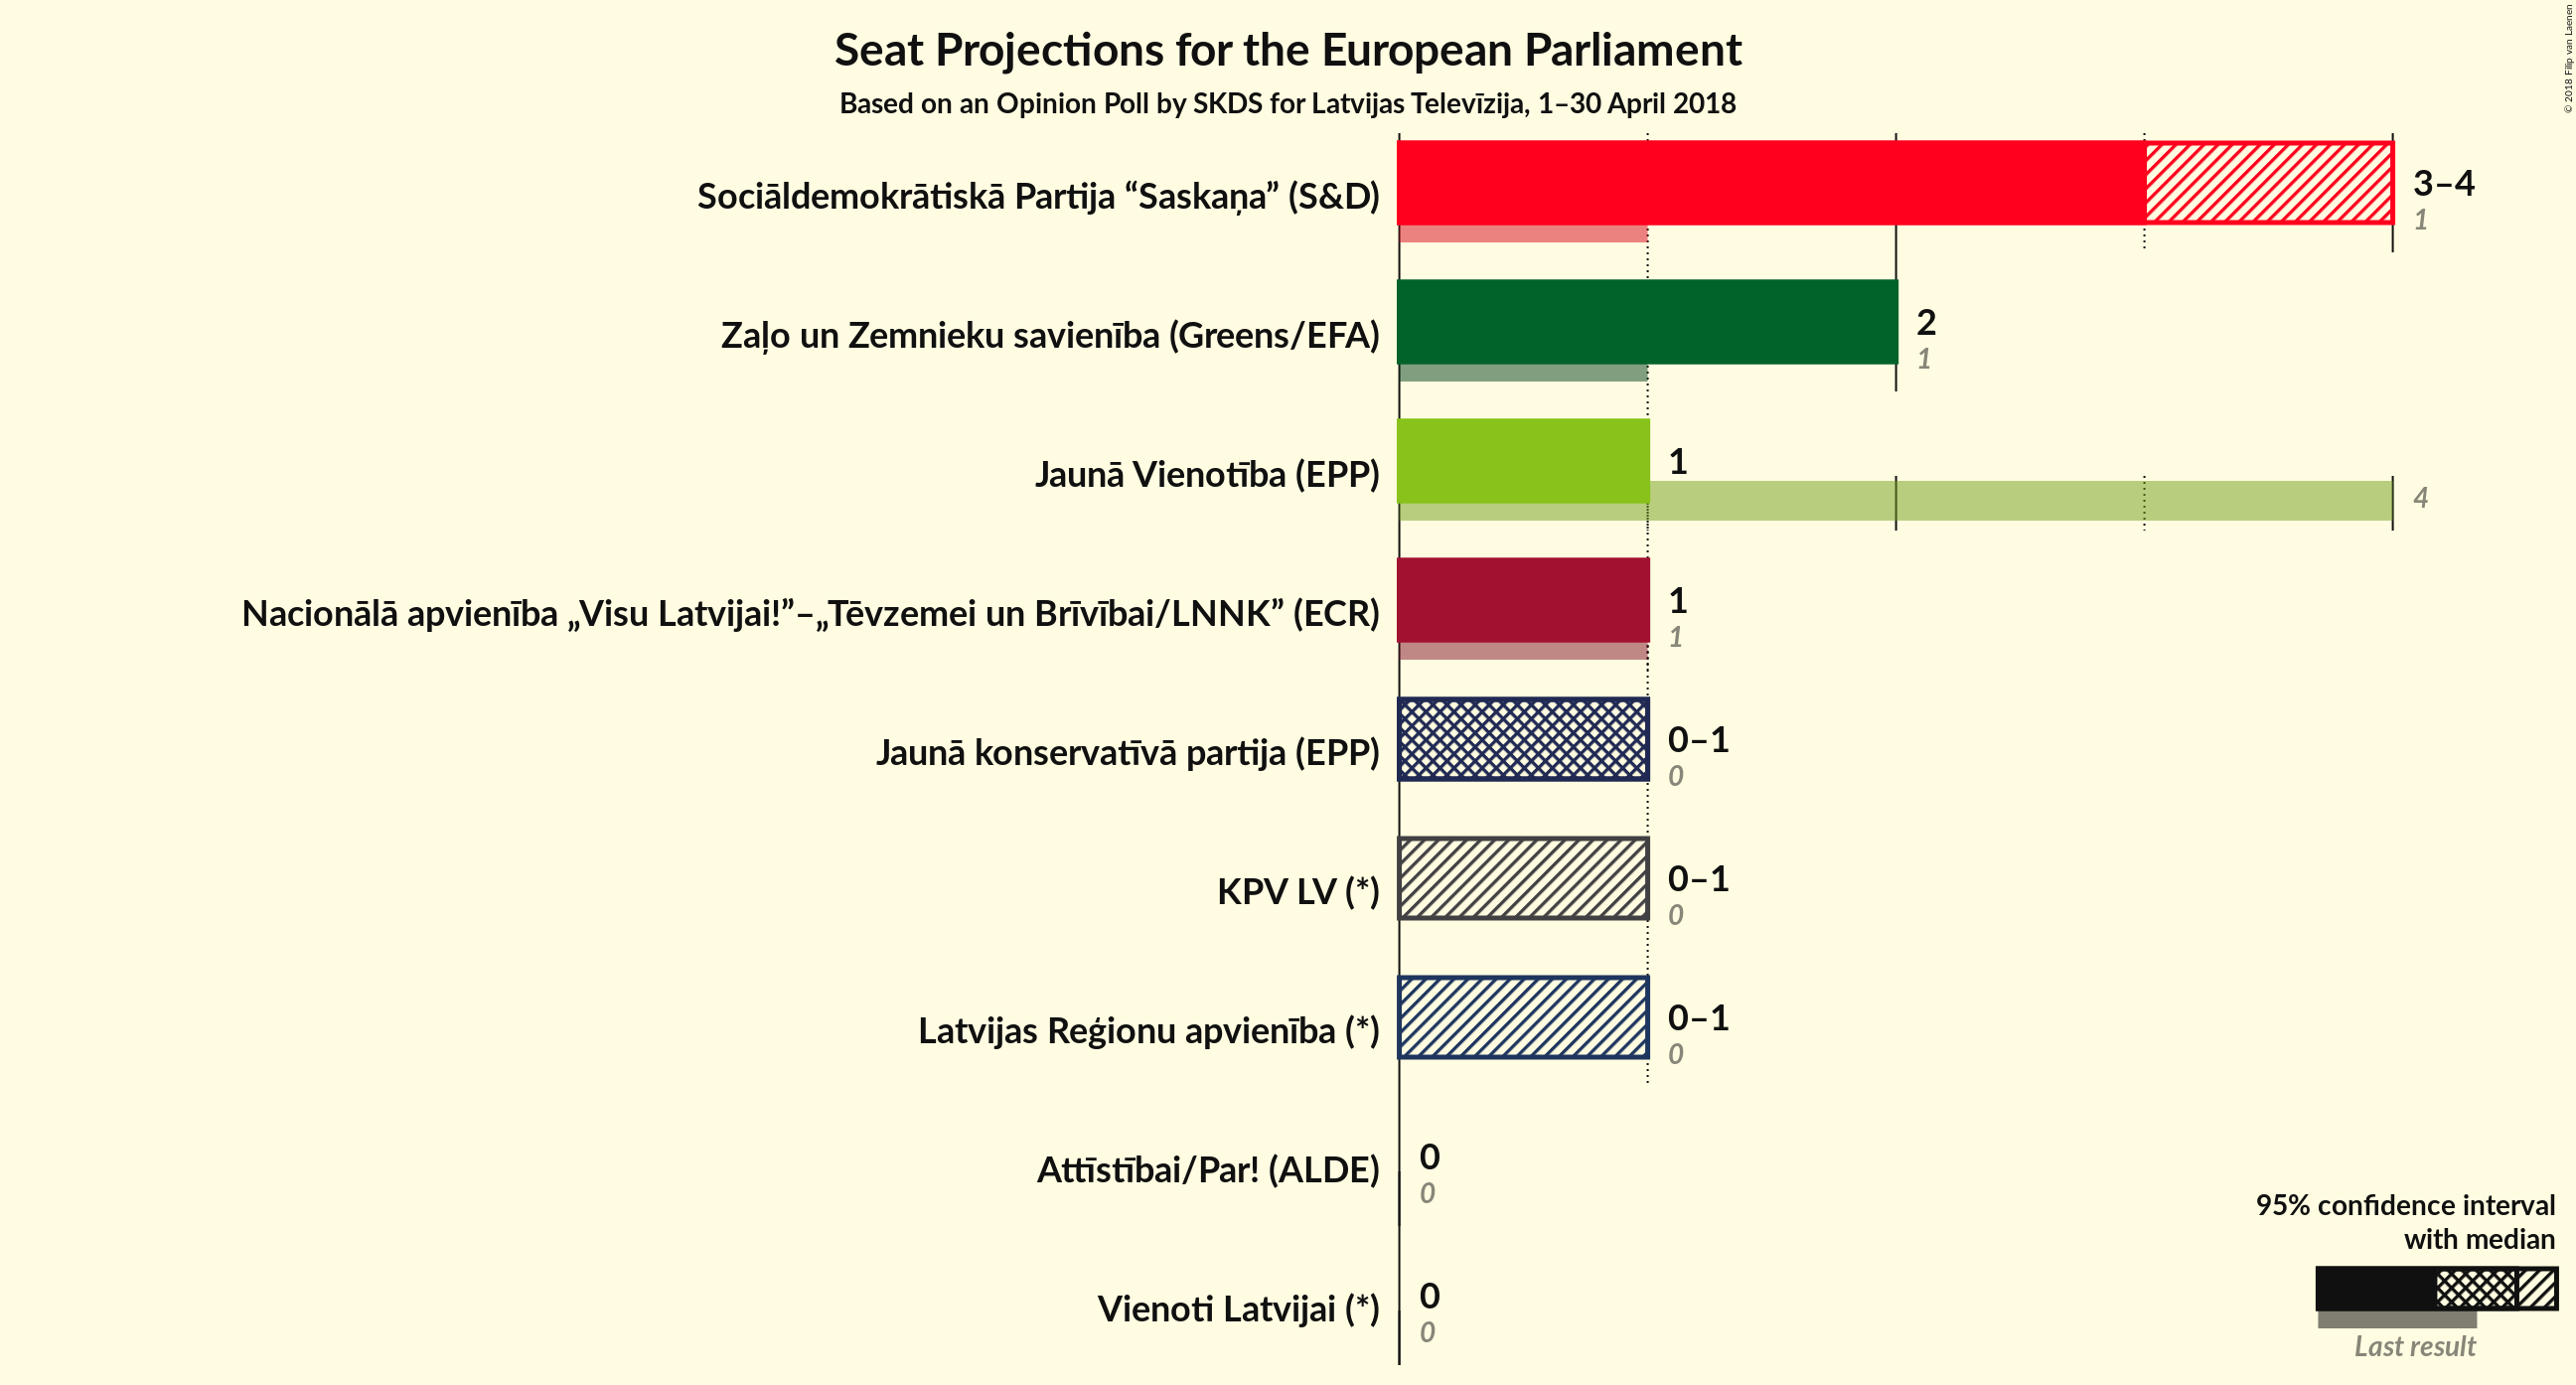 Seat Projections for the European Parliament
Based on an Opinion Poll by SKDS for Latvijas Televīzija, 1–30 April 2018
© 2018 Filip van Laenen
Sociāldemokrātiskā Partija “Saskaņa” (S&D)
3–4
1
Zaļo un Zemnieku savienība (Greens/EFA)
2
1
Jaunā Vienotība (EPP)
1
4
Nacionālā apvienība „Visu Latvijai!”–„Tēvzemei un Brīvībai/LNNK” (ECR)
1
1
Jaunā konservatīvā partija (EPP)
0–1
0
KPV LV (*)
0–1
0
Latvijas Reģionu apvienība (*)
0–1
0
Attīstībai/Par! (ALDE)
0
0
Vienoti Latvijai (*)
0
0
95% confidence interval
with median
Last result